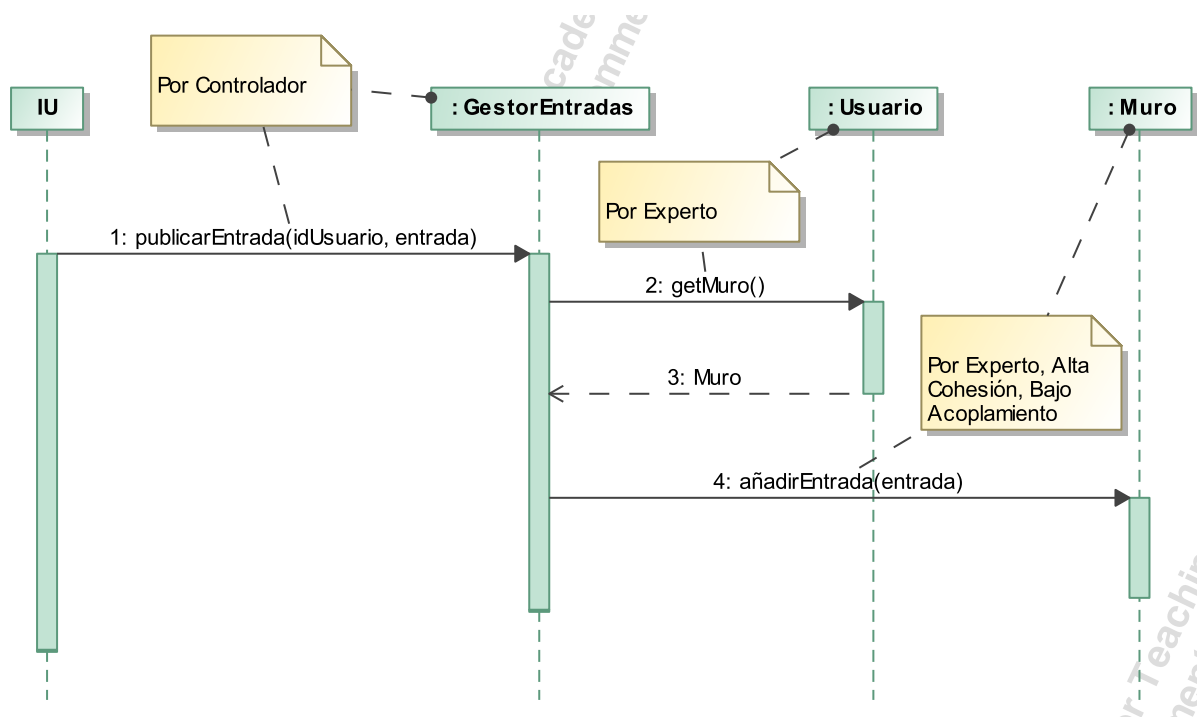 Por Controlador
IU
: GestorEntradas
: Usuario
: Muro
Por Experto
1: publicarEntrada(idUsuario, entrada)
2: getMuro()
Por Experto, Alta
Cohesión, Bajo
Acoplamiento
3: Muro
4: añadirEntrada(entrada)
Teaching